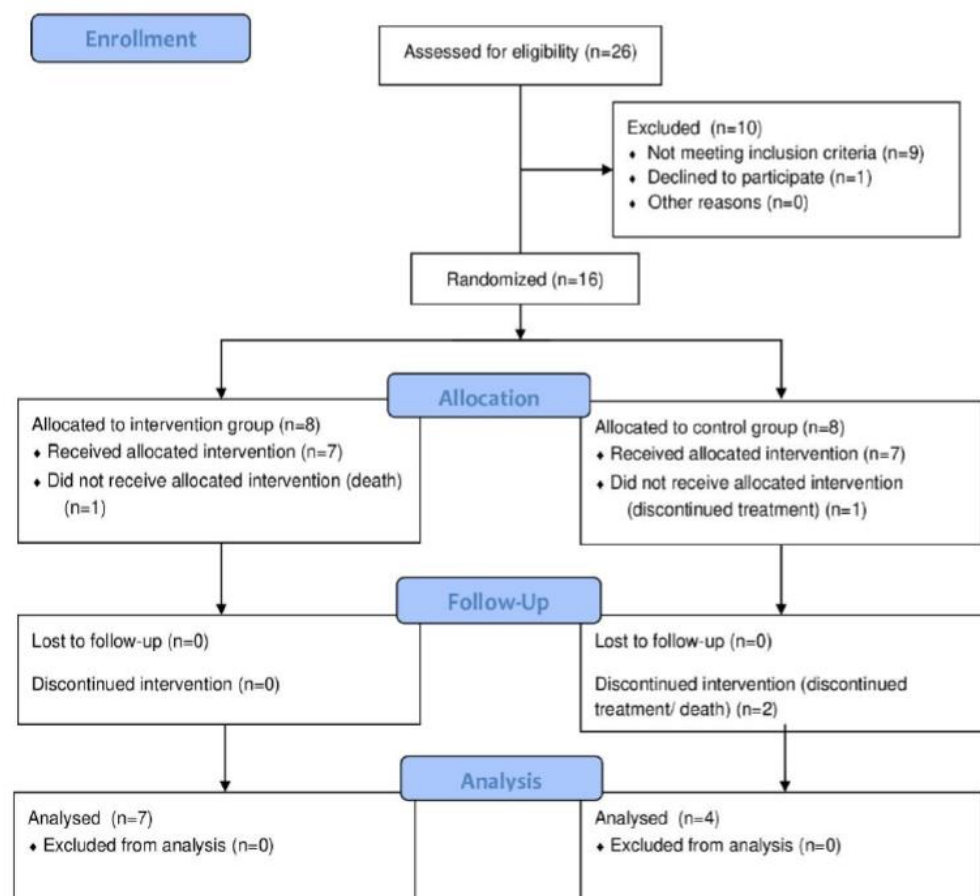 Enrollment
Assessed for eligibility (n=26)
Excluded (n=10)
♦ Not meeting inclusion criteria (n=9)
♦ Declined to participate (n=1)
♦ Other reasons (n=0)
Randomized (n=16)
Allocation
Allocated to intervention group (n=8)
♦ Received allocated intervention (n=7)
♦ Did not receive allocated intervention (death)
(n=1)
Allocated to control group (n=8)
♦ Received allocated intervention (n=7)
♦ Did not receive allocated intervention
(discontinued treatment) (n=1)
Follow-Up
Lost to follow-up (n=0)
Discontinued intervention (n=0)
Lost to follow-up (n=0)
Discontinued intervention (discontinued
treatment/ death) (n=2)
Analysis
Analysed (n=7)
♦ Excluded from analysis (n=0)
Analysed (n=4)
♦ Excluded from analysis (n=0)